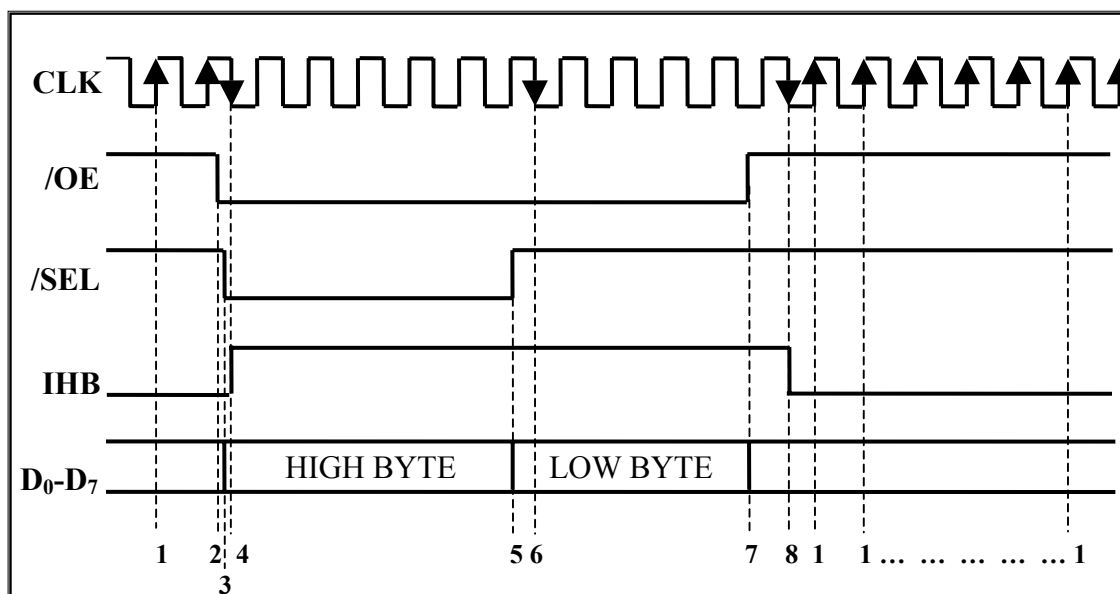 CLK
/OE
/SEL
IHB
D₀-D₇ HIGH BYTE LOW BYTE
1 2 4 5 6 7 8 1 1 ... ... ... ... ... 1
3